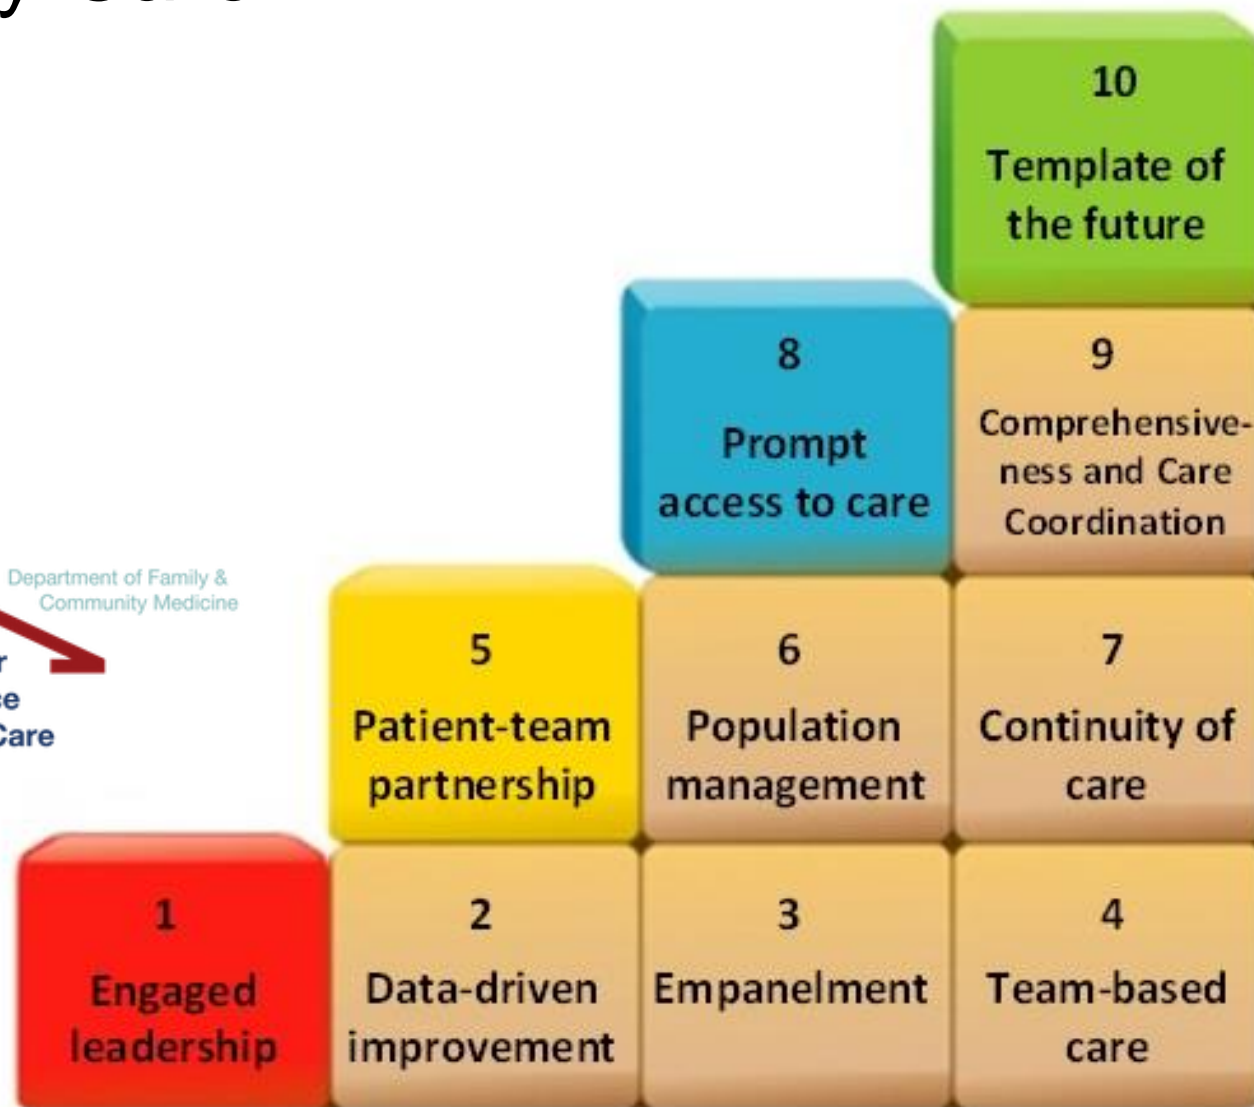 10
Template of
the future
8
Prompt
access to care
9
Comprehensive-
ness and Care
Coordination
Department of Family &
Community Medicine
Care
5
Patient-team
partnership
6
Population
management
7
Continuity of
care
1
Engaged
leadership
2
Data-driven
improvement
3
Empanelment
4
Team-based
care